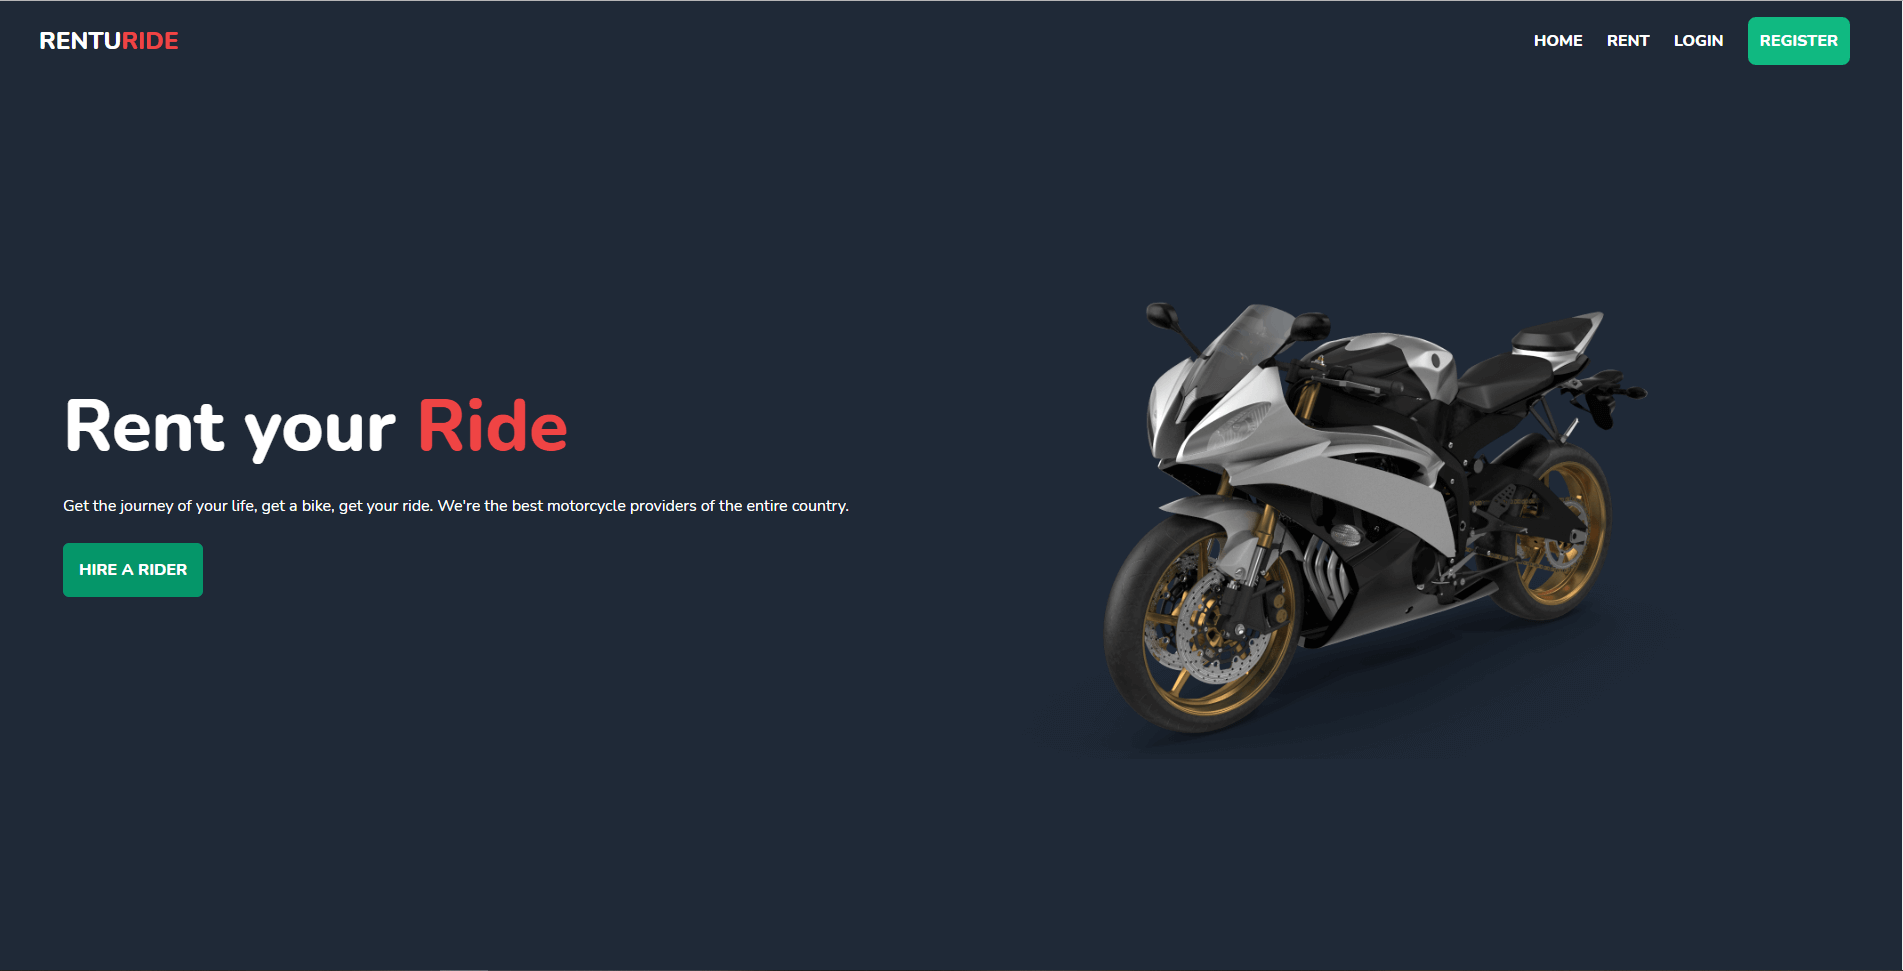 RENTURIDE
HOME RENT LOGIN REGISTER
Rent your Ride
Get the journey of your life, get a bike, get your ride. We're the best motorcycle providers of the entire country.
HIRE A RIDER